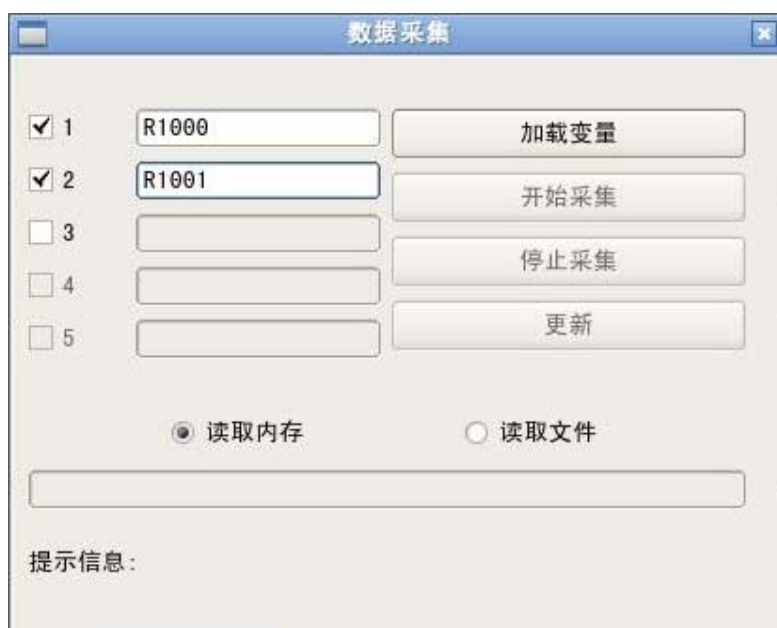 数据采集
1 R1000 加载变量
2 R1001 开始采集
3 停止采集
4
5 更新
读取内存 读取文件
提示信息: